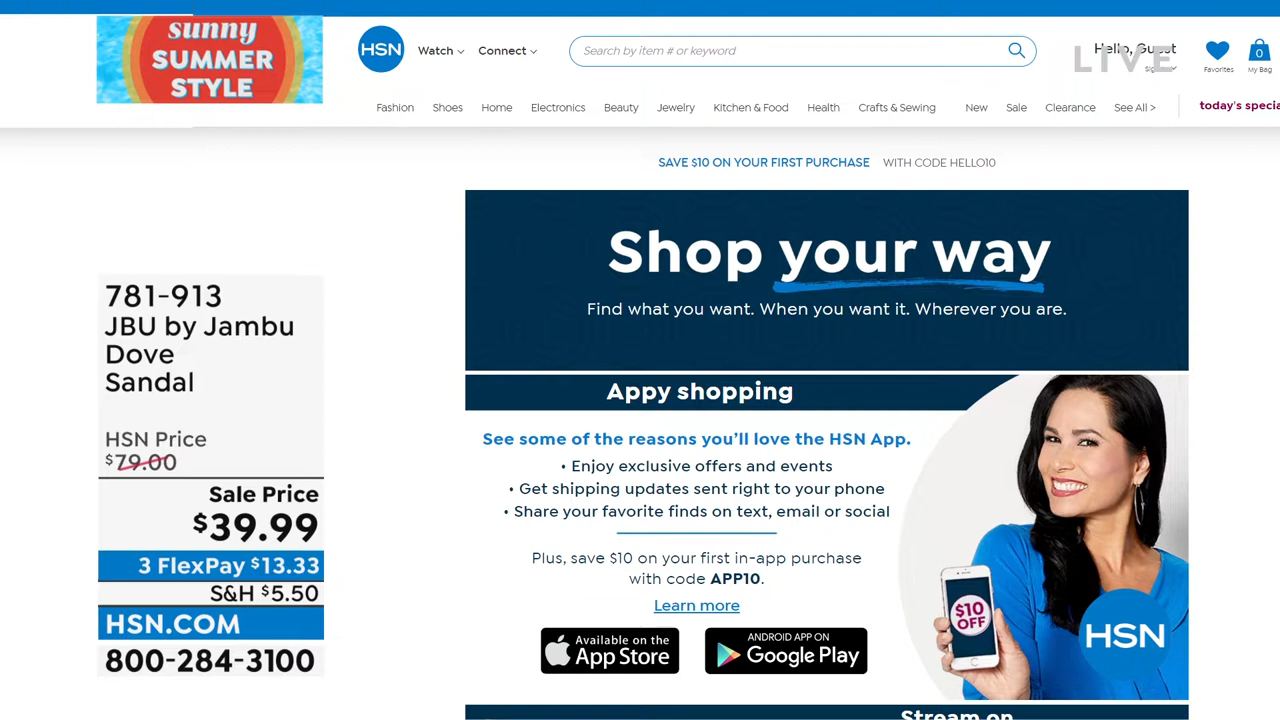 sunny
SUMMER
STYLE
HSN
Watch
Connect
Search by item # or keyword
Hello, Guest
LIVE
Favorites
0
My Bag
Fashion Shoes Home Electronics Beauty Jewelry Kitchen & Food Health Crafts & Sewing New Sale Clearance See All > today's specia
SAVE $10 ON YOUR FIRST PURCHASE WITH CODE HELLO10
Shop your way
Find what you want. When you want it. Wherever you are.
781-913
JBU by Jambu
Dove
Sandal
HSN Price
$79.00
Sale Price
$39.99
3 FlexPay $13.33
S&H $5.50
HSN.COM
800-284-3100
Appy shopping
See some of the reasons you'll love the HSN App.
• Enjoy exclusive offers and events
• Get shipping updates sent right to your phone
• Share your favorite finds on text, email or social
Plus, save $10 on your first in-app purchase
with code APP10.
Learn more
Available on the
App Store
ANDROID APP ON
Google Play
$10
OFF
HSN
Stream on